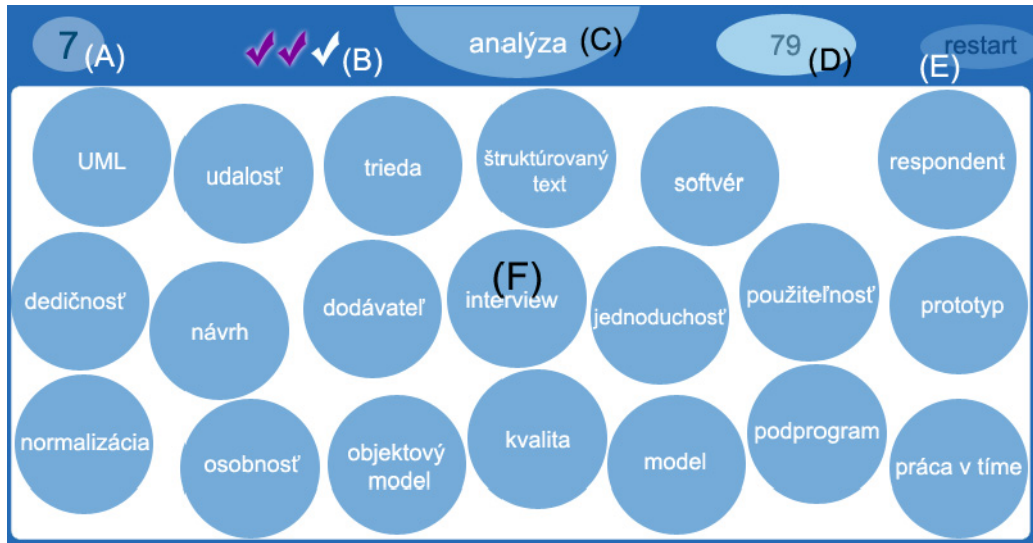 7 (A)
(B)
analýza (C)
79 (D)
restart
(E)
UML
udalosť
trieda
štruktúrovaný
text
softvér
respondent
dedičnosť
návrh
dodávateľ
(F)
interview
jednoduchosť
použiteľnosť
prototyp
normalizácia
osobnosť
objektový
model
kvalita
model
podprogram
práca v tíme